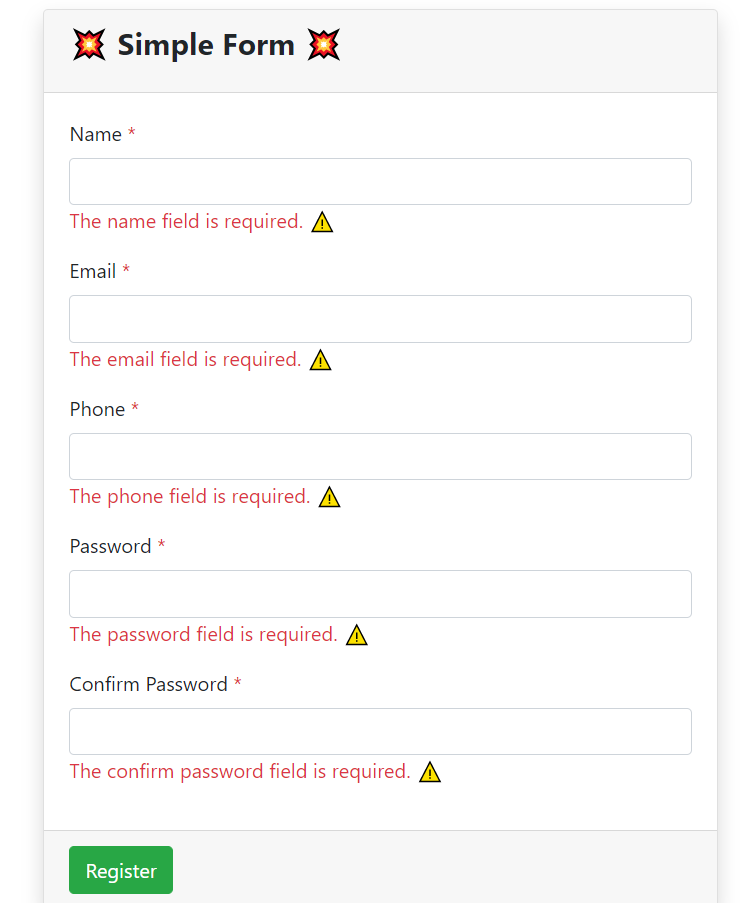 💥 Simple Form 💥
Name *
The name field is required. ⚠
Email *
The email field is required. ⚠
Phone *
The phone field is required. ⚠
Password *
The password field is required. ⚠
Confirm Password *
The confirm password field is required. ⚠
Register